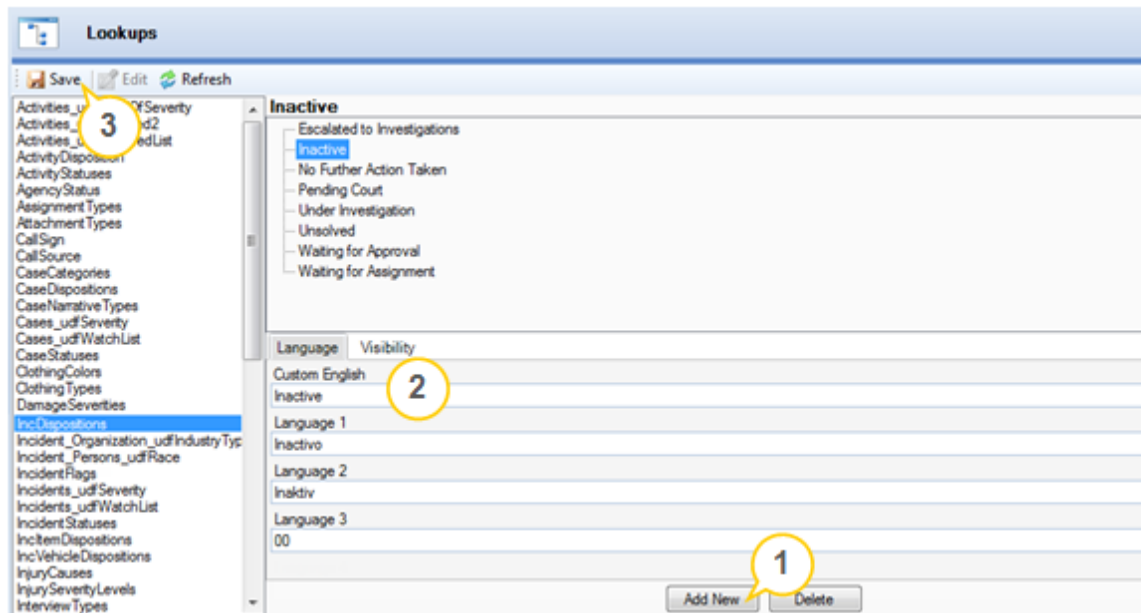 Lookups
Save Edit Refresh
Activities_u DfSeverity
Activities_ d2
Activities_u edList
ActivityDisposition
ActivityStatuses
AgencyStatus
AssignmentTypes
AttachmentTypes
CallSign
CallSource
CaseCategories
CaseDispositions
CaseNarrativeTypes
Cases_udfSeverity
Cases_udfWatchList
CaseStatuses
ClothingColors
ClothingTypes
DamageSeverities
IncDispositions
Incident_Organization_udfIndustryTyp
Incident_Persons_udfRace
IncidentFlags
Incidents_udfSeverity
Incidents_udfWatchList
IncidentStatuses
IncItemDispositions
IncVehicleDispositions
InjuryCauses
InjurySeverityLevels
InterviewTypes
3
Inactive
Escalated to Investigations
Inactive
No Further Action Taken
Pending Court
Under Investigation
Unsolved
Waiting for Approval
Waiting for Assignment
Language Visibility
Custom English
2
Inactive
Language 1
Inactivo
Language 2
Inaktiv
Language 3
00
1
Add New Delete